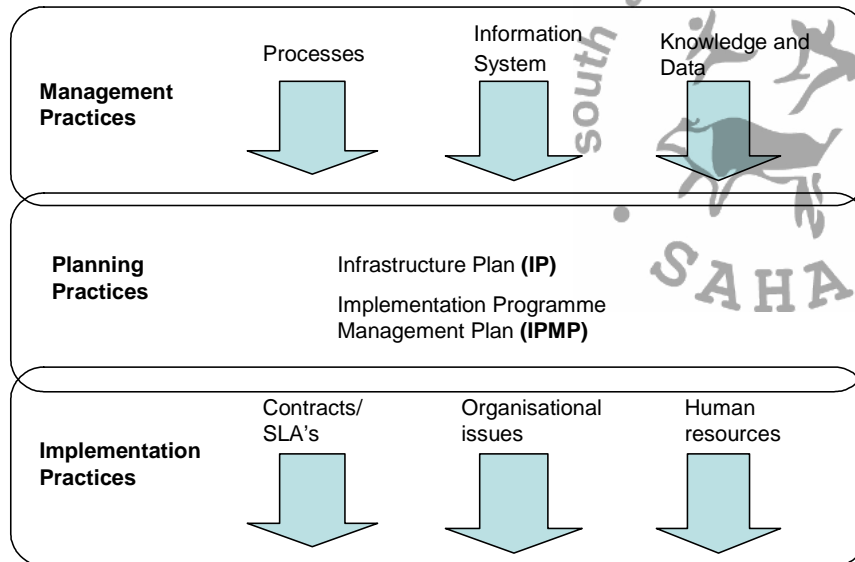 Processes
Information
System
Knowledge and
Data
Management
Practices
south
Planning
Practices
Infrastructure Plan (IP)
Implementation Programme
Management Plan (IPMP)
SAHA
Contracts/
SLA's
Organisational
issues
Human
resources
Implementation
Practices